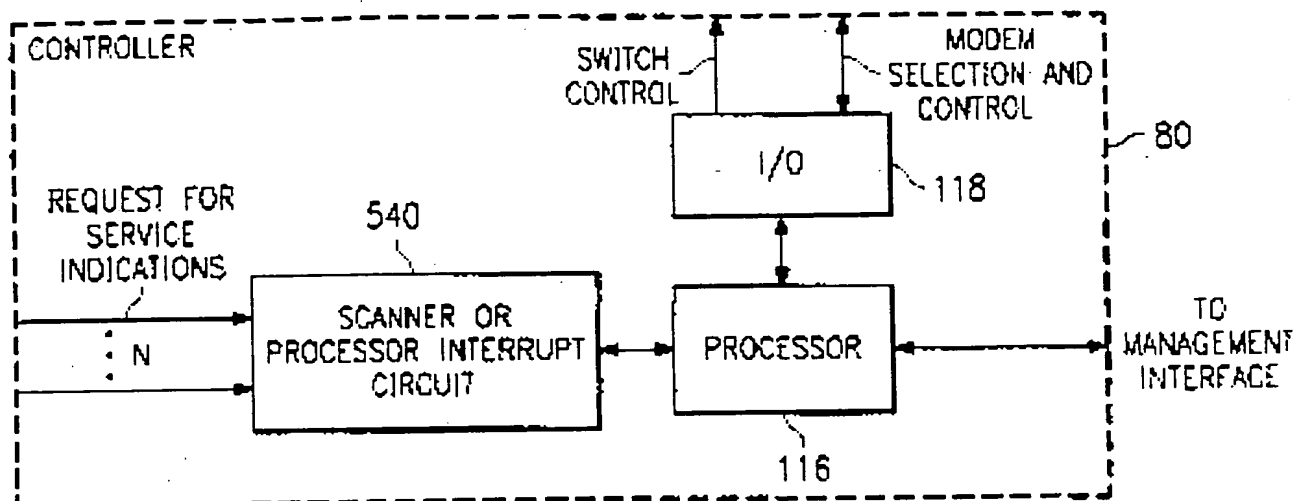 CONTROLLER
SWITCH
CONTROL
MODEM
SELECTION AND
CONTROL
80
I/O
118
REQUEST FOR
SERVICE
INDICATIONS
540
N
SCANNER OR
PROCESSOR INTERRUPT
CIRCUIT
PROCESSOR
116
TO
MANAGEMENT
INTERFACE